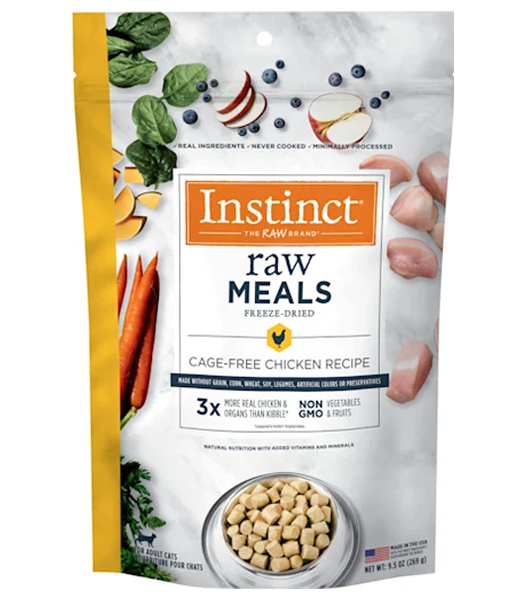 ✓REAL INGREDIENTS ✓NEVER COOKED ✓MINIMALLY PROCESSED
Instinct®
THE RAW BRAND®
raw
MEALS
FREEZE-DRIED
CAGE-FREE CHICKEN RECIPE
MADE WITHOUT GRAIN, CORN, WHEAT, SOY, LEGUMES, ARTIFICIAL COLORS OR PRESERVATIVES
3x MORE REAL CHICKEN & ORGANS THAN KIBBLE*
NON GMO VEGETABLES & FRUITS
NATURAL NUTRITION WITH ADDED VITAMINS AND MINERALS
FOR ADULT CATS
NOURRITURE POUR CHATS
MADE IN THE USA
NET WT: 9.5 OZ (269 g)